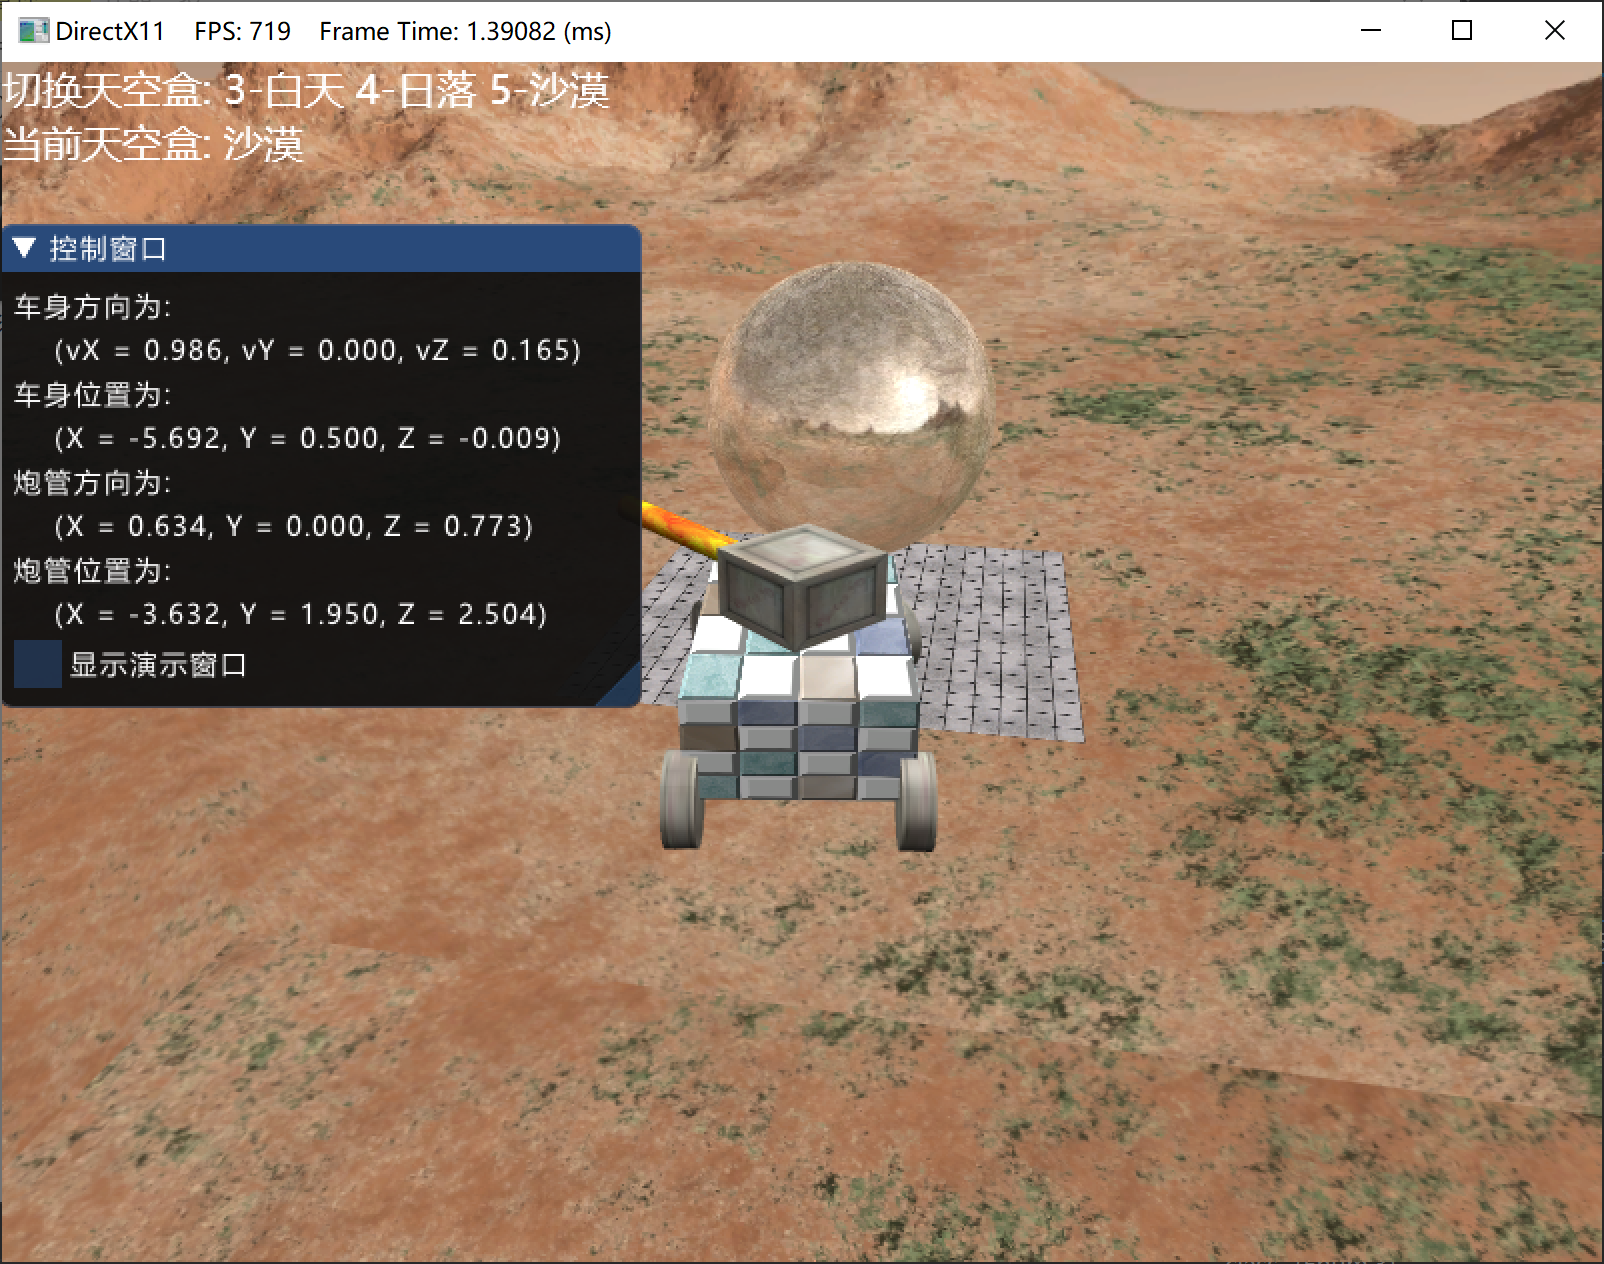 DirectX11    FPS: 719    Frame Time: 1.39082 (ms)
切换天空盒: 3-白天 4-日落 5-沙漠
当前天空盒: 沙漠
控制窗口
车身方向为:
(vX = 0.986, vY = 0.000, vZ = 0.165)
车身位置为:
(X = -5.692, Y = 0.500, Z = -0.009)
炮管方向为:
(X = 0.634, Y = 0.000, Z = 0.773)
炮管位置为:
(X = -3.632, Y = 1.950, Z = 2.504)
显示演示窗口